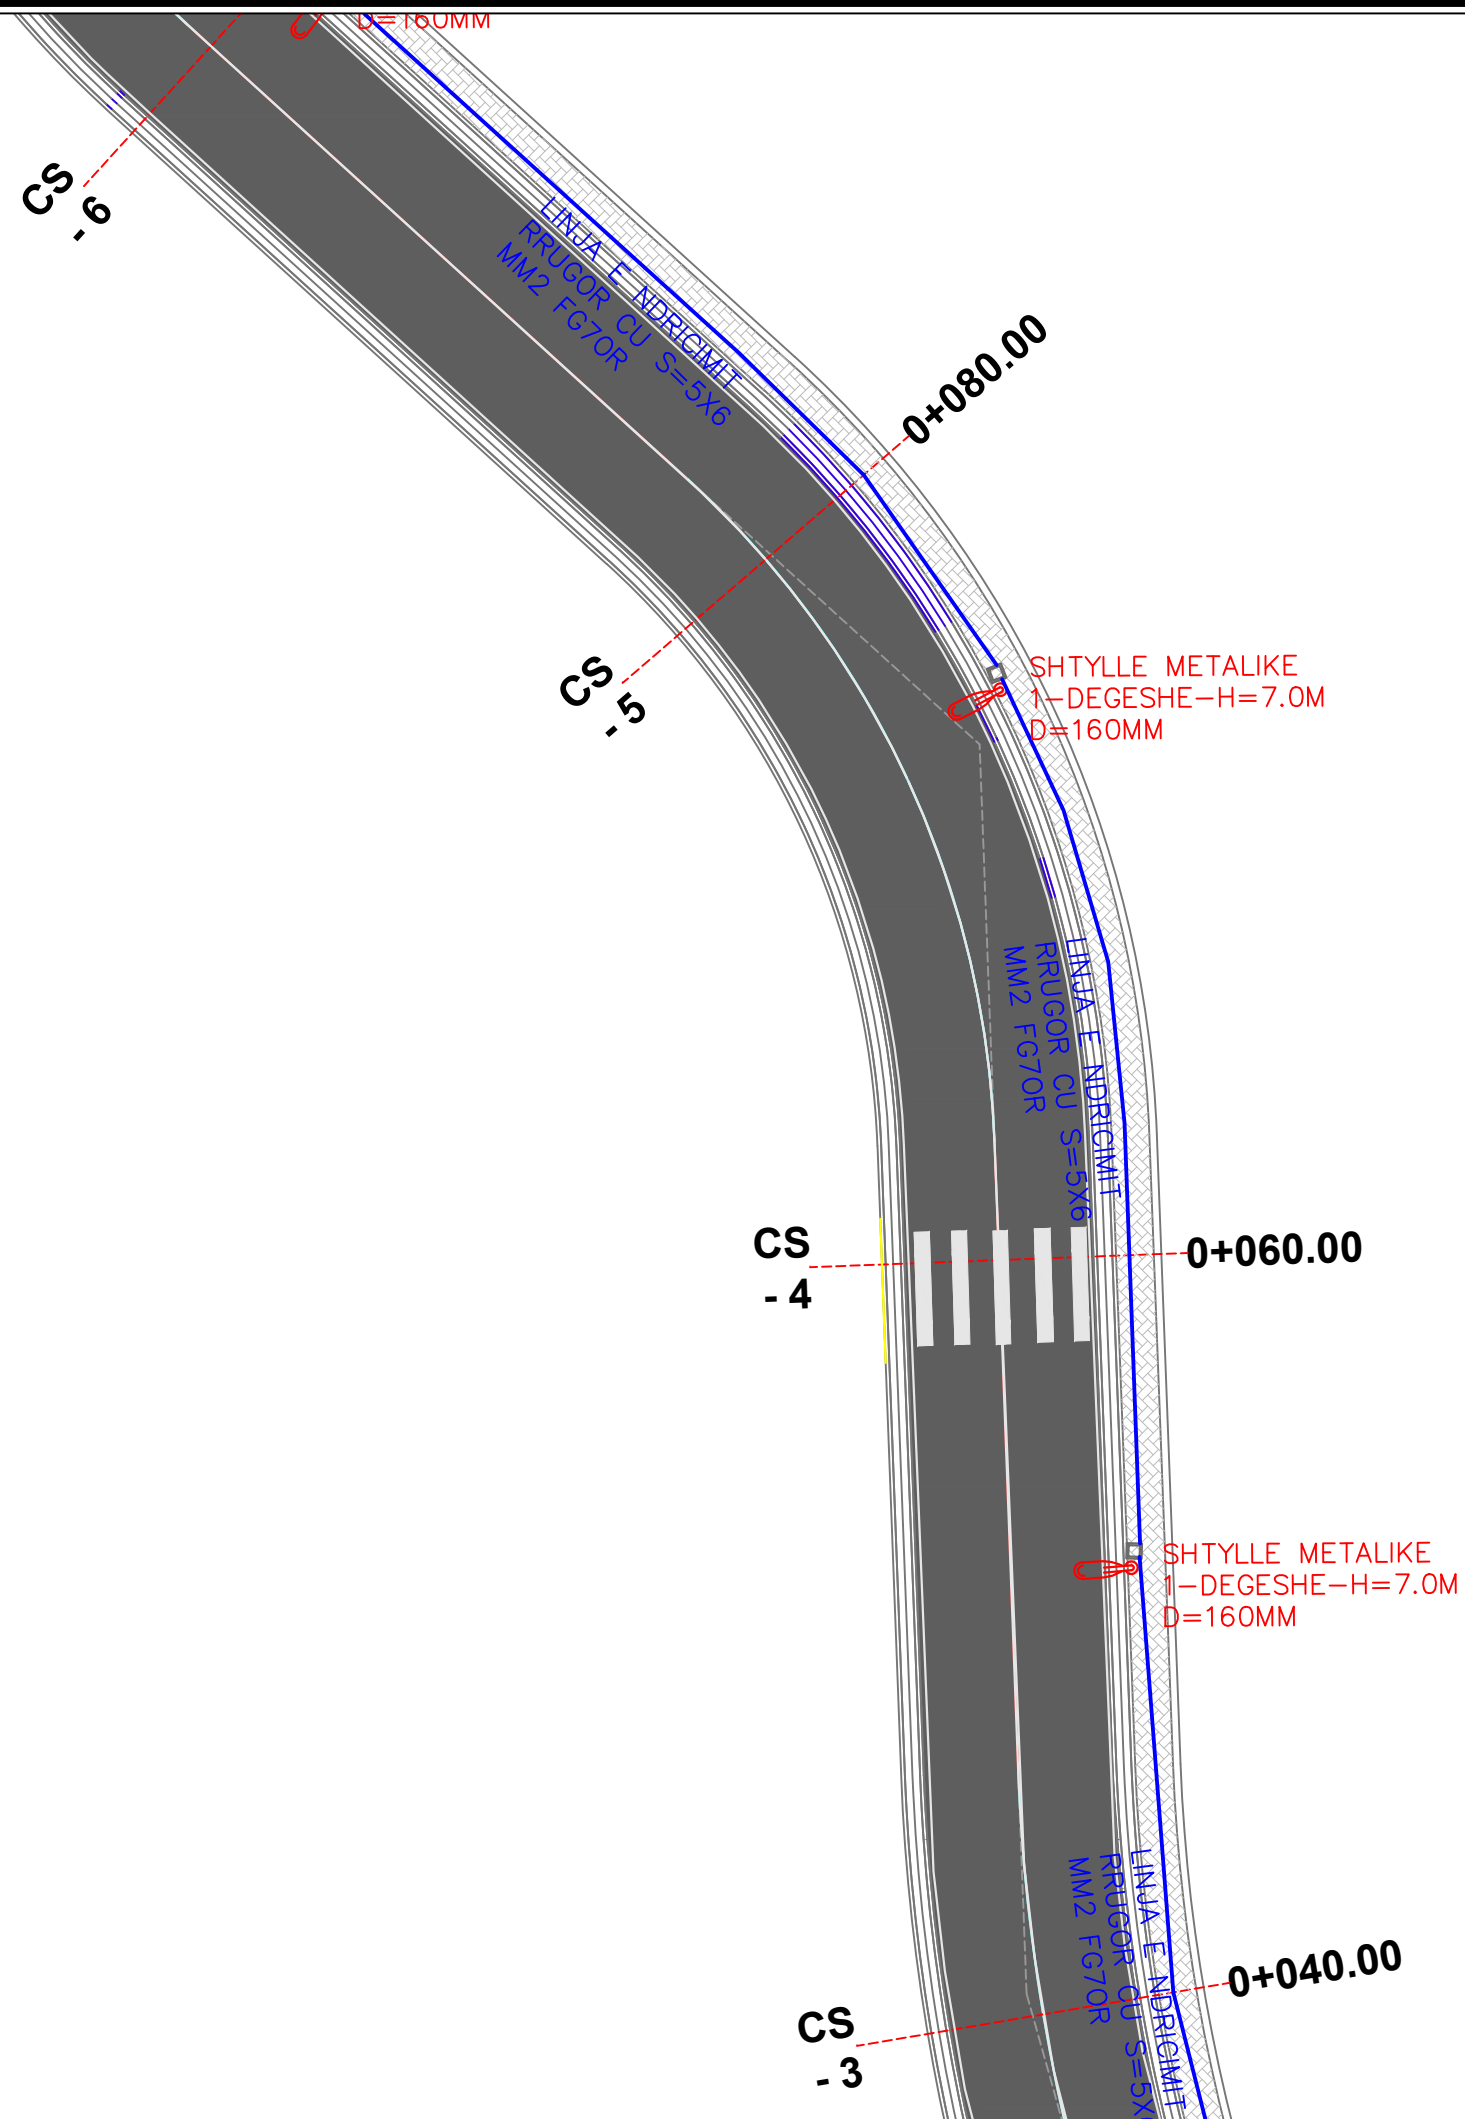 D=160MM
CS
- 6
LINJA E NDRICIMIT
RRUGOR CU S=5X6
MM2 FG7OR
0+080.00
CS
- 5
SHTYLLE METALIKE
1-DEGESHE-H=7.0M
D=160MM
LINJA E NDRICIMIT
RRUGOR CU S=5X6
MM2 FG7OR
CS
- 4
0+060.00
SHTYLLE METALIKE
1-DEGESHE-H=7.0M
D=160MM
LINJA E NDRICIMIT
RRUGOR CU S=5X6
MM2 FG7OR
0+040.00
CS
- 3